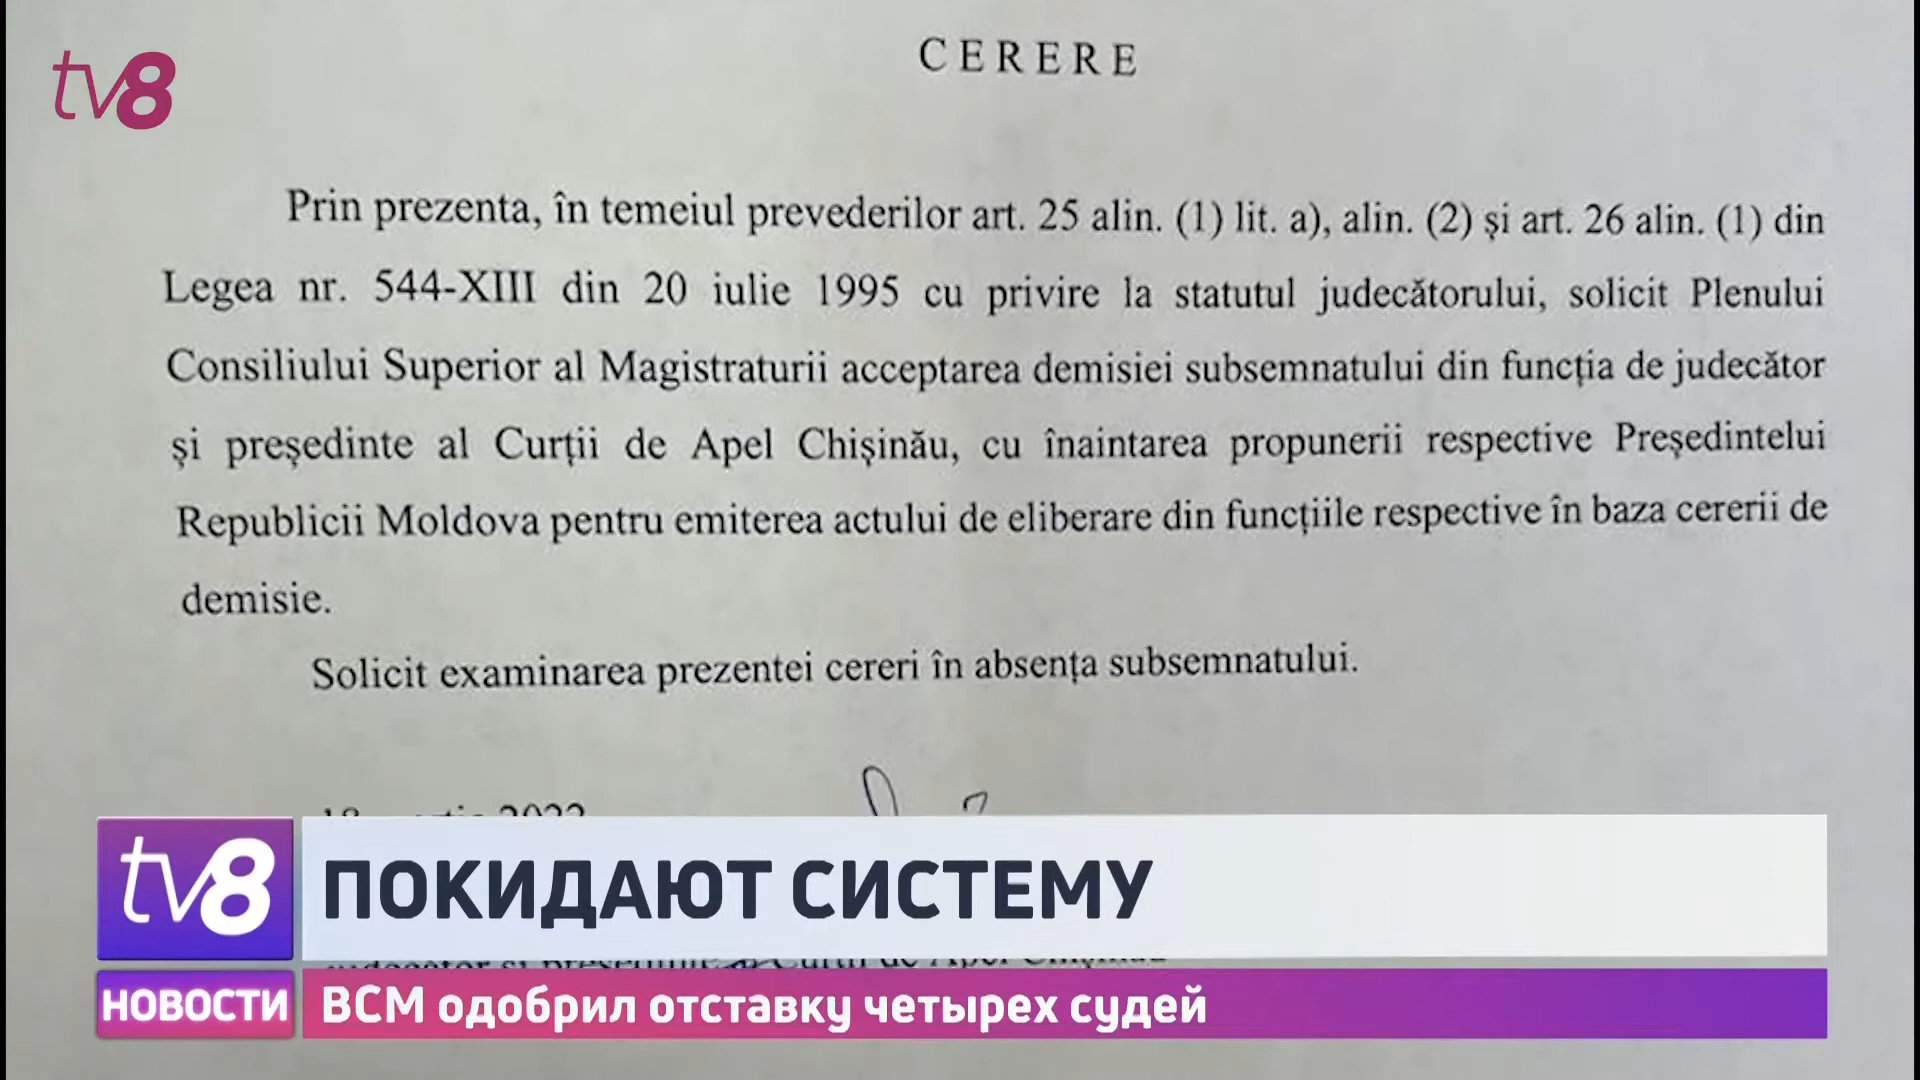 tv8
CERERE
Prin prezenta, în temeiul prevederilor art. 25 alin. (1) lit. a), alin. (2) și art. 26 alin. (1) din
Legea nr. 544-XIII din 20 iulie 1995 cu privire la statutul judecătorului, solicit Plenului
Consiliului Superior al Magistraturii acceptarea demisiei subsemnatului din funcția de judecător
și președinte al Curții de Apel Chișinău, cu înaintarea propunerii respective Președintelui
Republicii Moldova pentru emiterea actului de eliberare din funcțiile respective în baza cererii de
demisie.
Solicit examinarea prezentei cereri în absența subsemnatului.
tv8
ПОКИДАЮТ СИСТЕМУ
НОВОСТИ
ВСМ одобрил отставку четырех судей